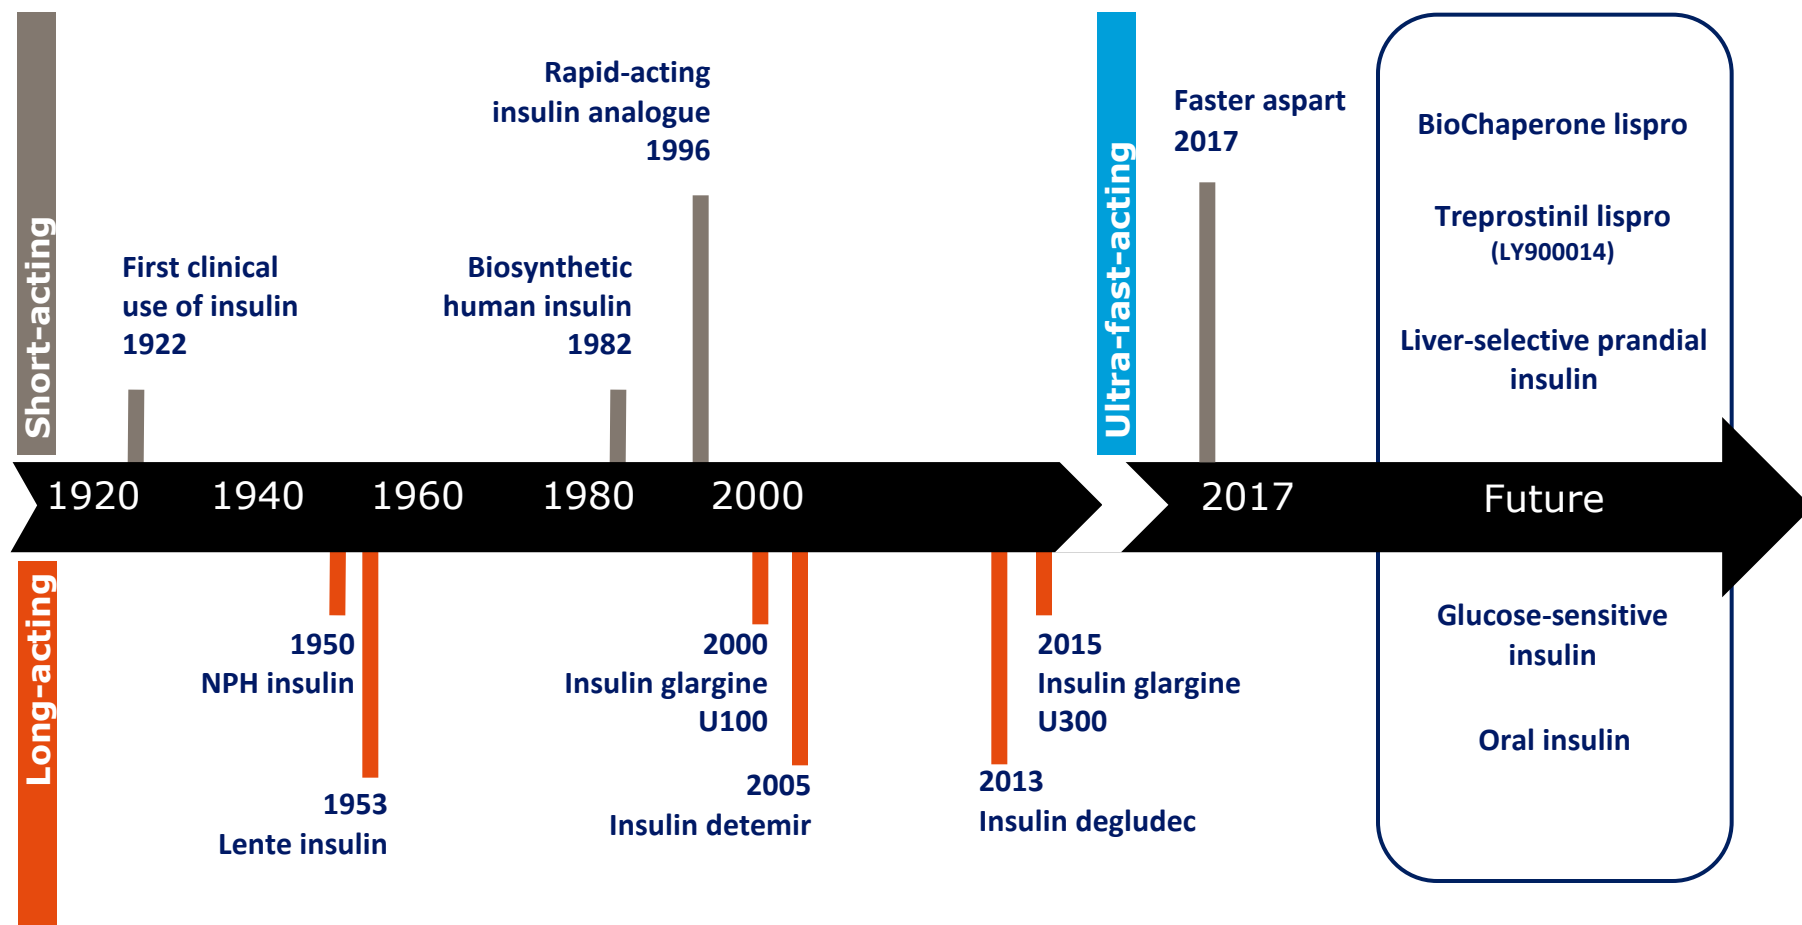 Short-acting
First clinical
use of insulin
1922
Biosynthetic
human insulin
1982
Rapid-acting
insulin analogue
1996
Ultra-fast-acting
Faster aspart
2017
BioChaperone lispro
Treprostinil lispro
(LY900014)
Liver-selective prandial
insulin
1920
1940
1960
1980
2000
2017
Future
Long-acting
1950
NPH insulin
1953
Lente insulin
2000
Insulin glargine
U100
2005
Insulin detemir
2013
Insulin degludec
2015
Insulin glargine
U300
Glucose-sensitive
insulin
Oral insulin